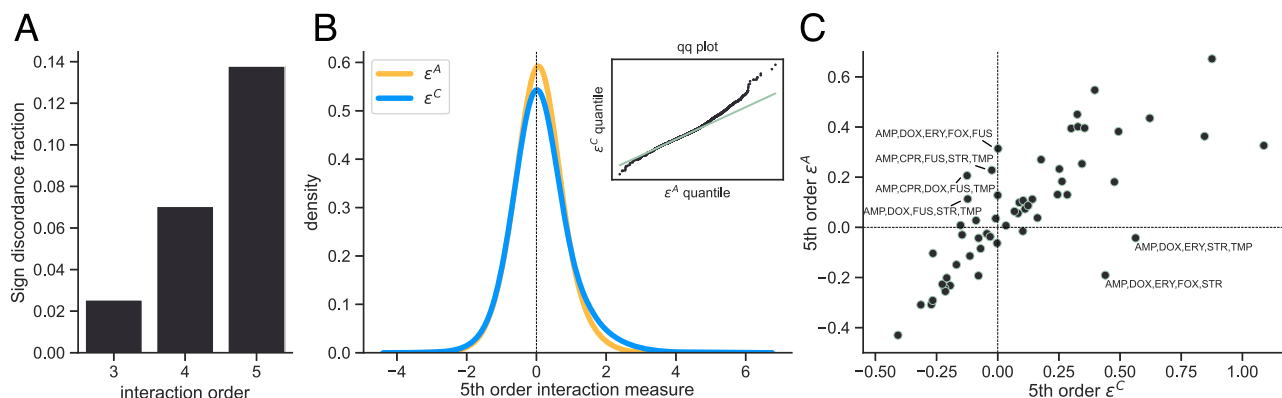 A
Sign discordance fraction
0.14
0.12
0.10
0.08
0.06
0.04
0.02
0.00
3
4
5
interaction order
B
density
0.6
0.5
0.4
0.3
0.2
0.1
0.0
ε^A
ε^C
qq plot
ε^C quantile
ε^A quantile
−4
−2
0
2
4
6
5th order interaction measure
C
5th order ε^A
0.6
0.4
0.2
0.0
−0.2
−0.4
AMP,DOX,ERY,FOX,FUS
AMP,CPR,FUS,STR,TMP
AMP,CPR,DOX,FUS,TMP
AMP,DOX,FUS,STR,TMP
AMP,DOX,ERY,STR,TMP
AMP,DOX,ERY,FOX,STR
−0.50
−0.25
0.00
0.25
0.50
0.75
1.00
5th order ε^C